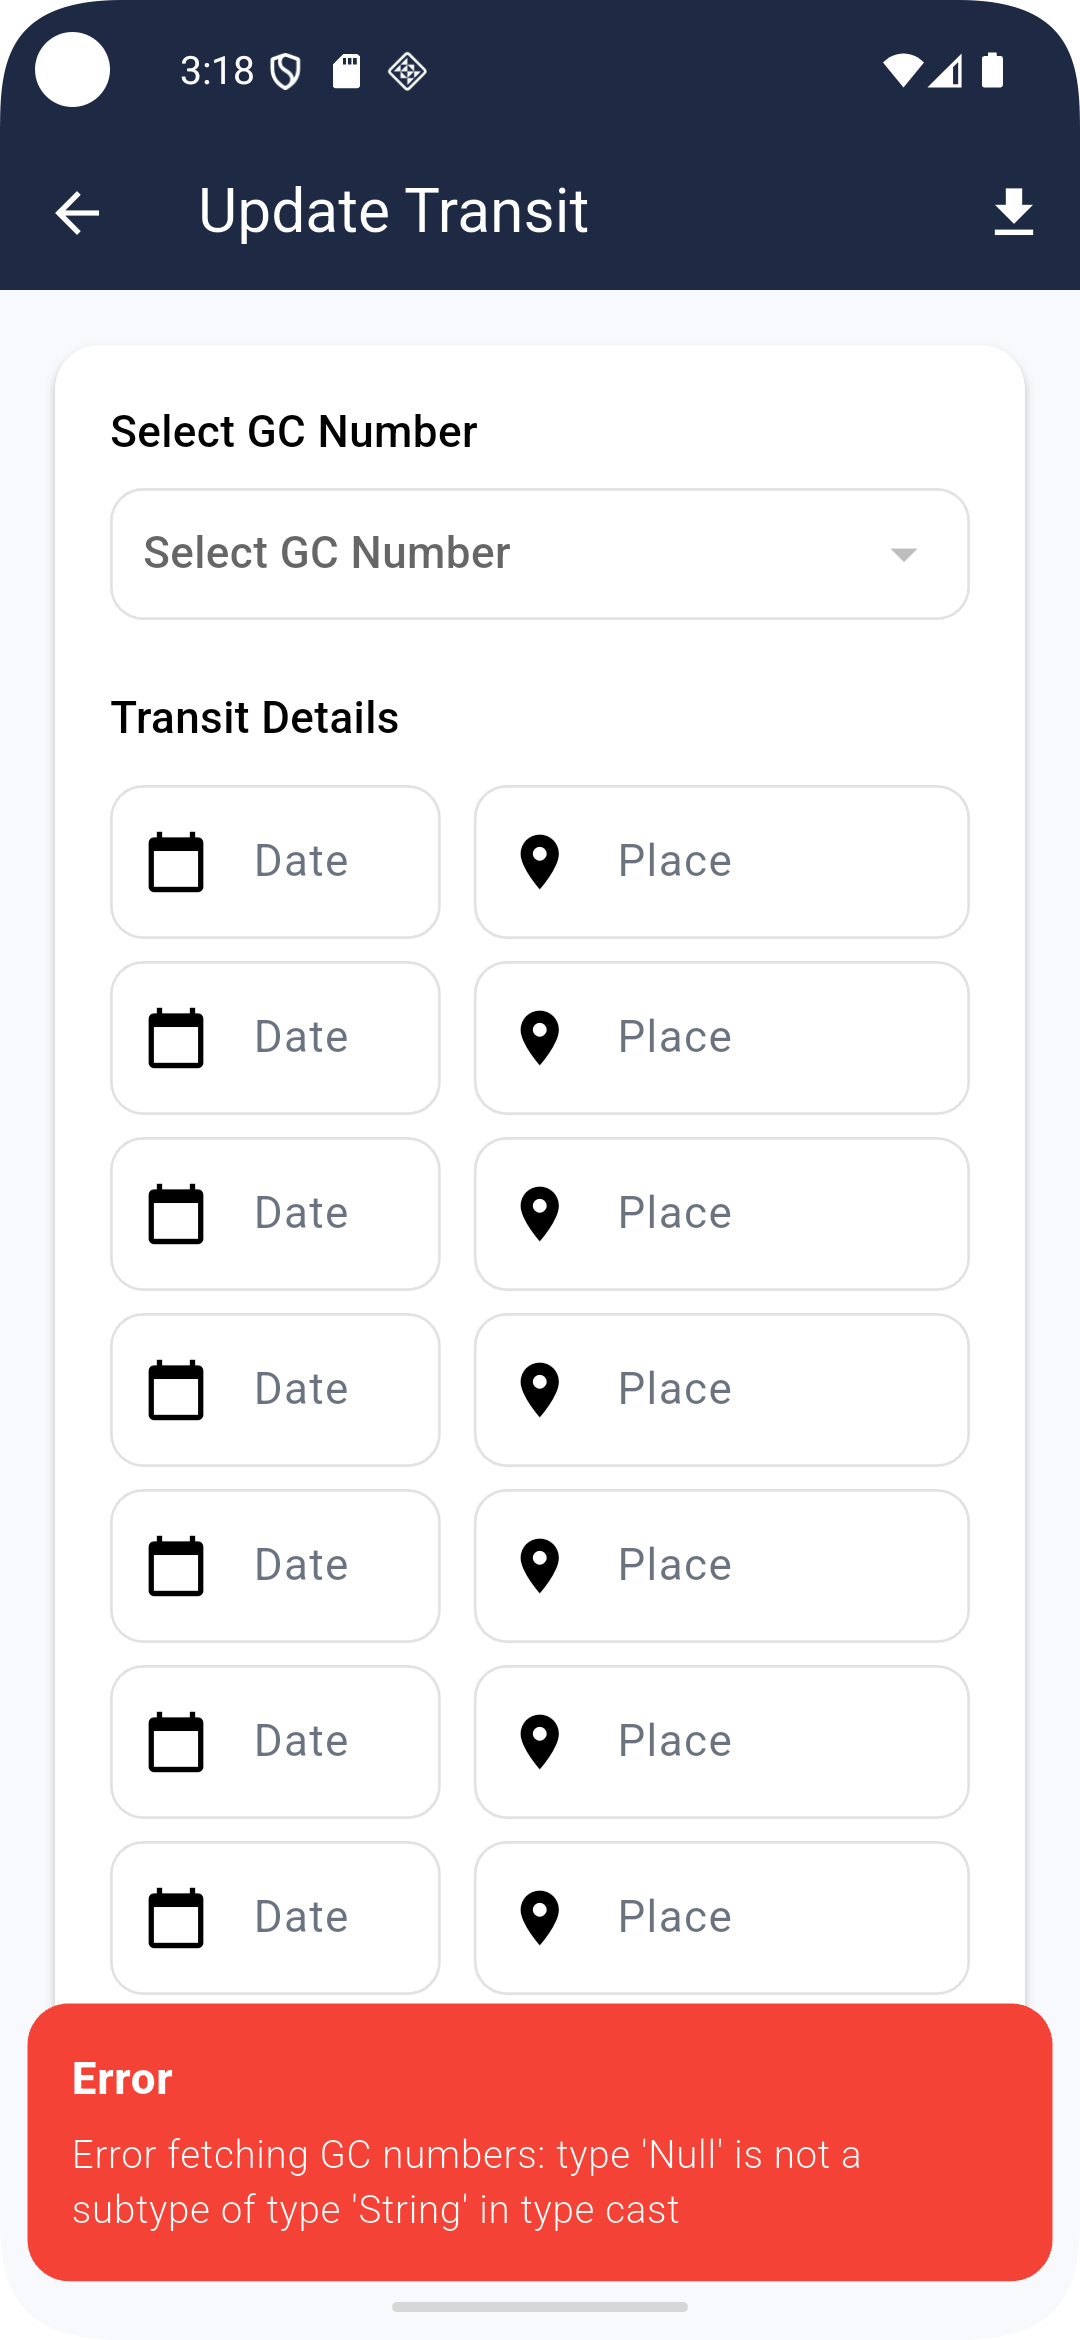 3:18
Update Transit
Select GC Number
Select GC Number
Transit Details
Date Place
Date Place
Date Place
Date Place
Date Place
Date Place
Date Place
Error
Error fetching GC numbers: type 'Null' is not a
subtype of type 'String' in type cast